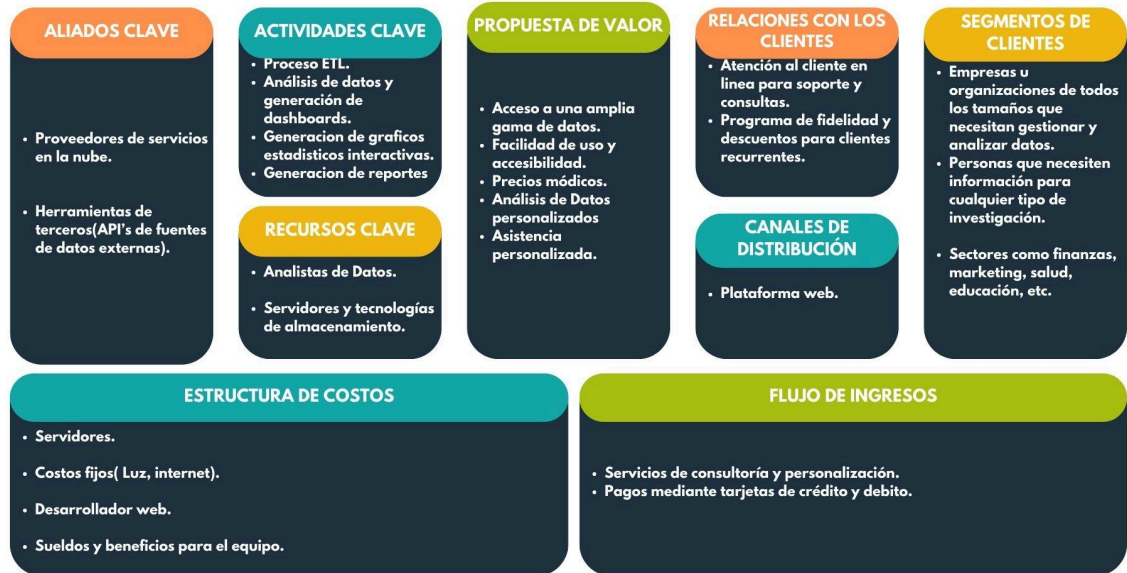 ALIADOS CLAVE
• Proveedores de servicios
en la nube.
• Herramientas de
terceros(API's de fuentes
de datos externas).
ACTIVIDADES CLAVE
• Proceso ETL.
• Análisis de datos y
generación de
dashboards.
• Generacion de graficos
estadisticos interactivas.
• Generacion de reportes
RECURSOS CLAVE
• Analistas de Datos.
• Servidores y tecnologías
de almacenamiento.
PROPUESTA DE VALOR
• Acceso a una amplia
gama de datos.
• Facilidad de uso y
accesibilidad.
• Precios módicos.
• Análisis de Datos
personalizados
• Asistencia
personalizada.
RELACIONES CON LOS
CLIENTES
• Atención al cliente en
linea para soporte y
consultas.
• Programa de fidelidad y
descuentos para clientes
recurrentes.
CANALES DE
DISTRIBUCIÓN
• Plataforma web.
SEGMENTOS DE
CLIENTES
• Empresas u
organizaciones de todos
los tamaños que
necesitan gestionar y
analizar datos.
• Personas que necesiten
información para
cualquier tipo de
investigación.
• Sectores como finanzas,
marketing, salud,
educación, etc.
ESTRUCTURA DE COSTOS
• Servidores.
• Costos fijos( Luz, internet).
• Desarrollador web.
• Sueldos y beneficios para el equipo.
FLUJO DE INGRESOS
• Servicios de consultoría y personalización.
• Pagos mediante tarjetas de crédito y debito.